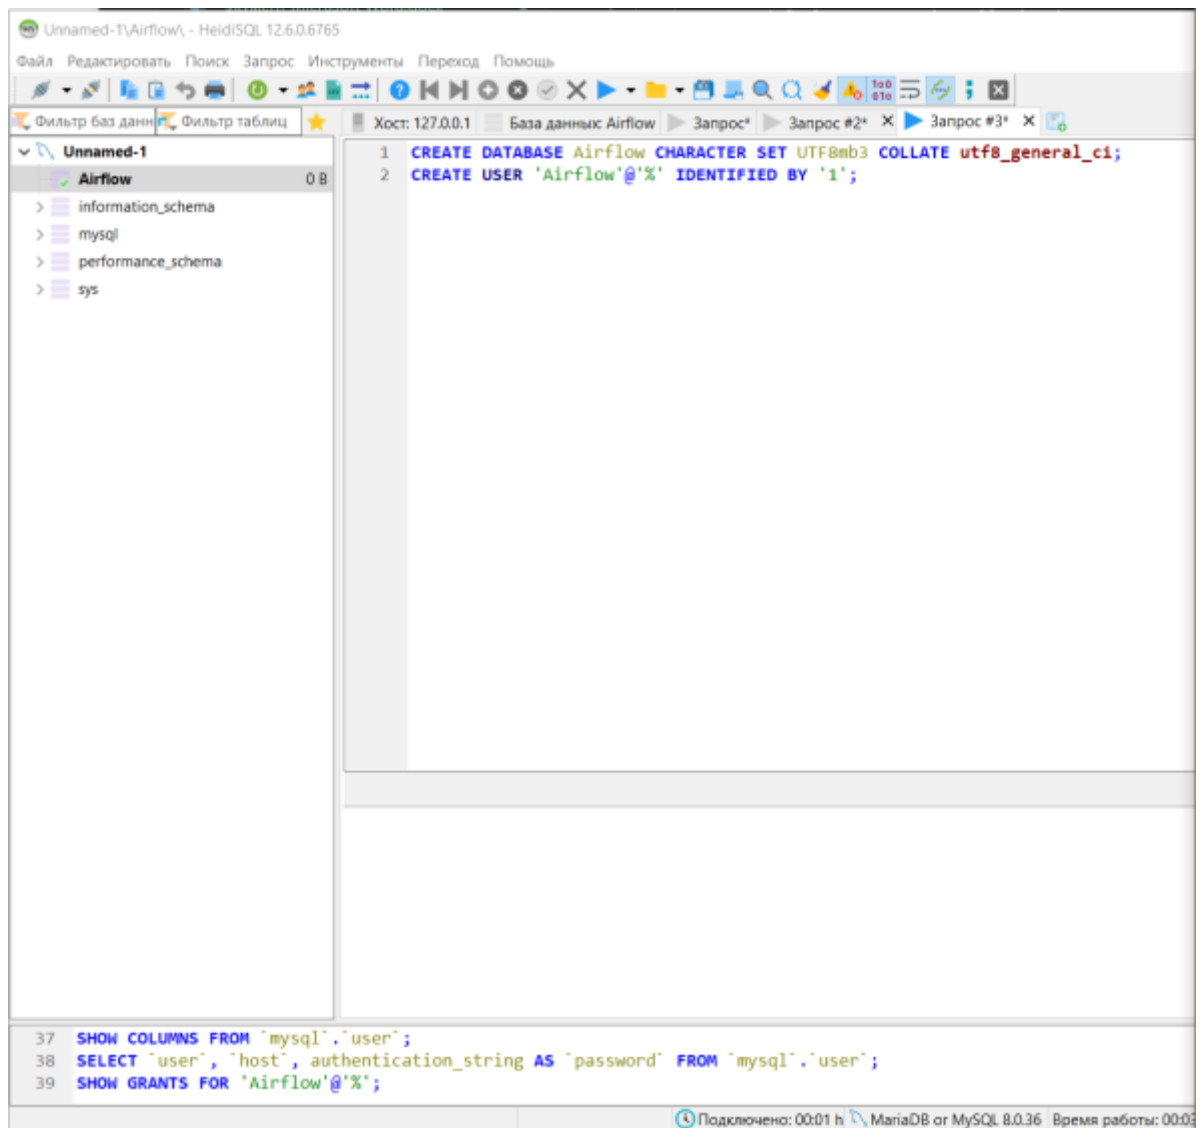 Unnamed-1\Airflow\ - HeidiSQL 12.6.0.6765
Файл Редактировать Поиск Запрос Инструменты Переход Помощь
Фильтр баз данн Фильтр таблиц Хост: 127.0.0.1 База данных: Airflow Запрос* Запрос #2* Запрос #3*
Unnamed-1
Airflow 0 B
information_schema
mysql
performance_schema
sys
1 CREATE DATABASE Airflow CHARACTER SET UTF8mb3 COLLATE utf8_general_ci;
2 CREATE USER 'Airflow'@'%' IDENTIFIED BY '1';
37 SHOW COLUMNS FROM `mysql`.`user`;
38 SELECT `user`, `host`, authentication_string AS `password` FROM `mysql`.`user`;
39 SHOW GRANTS FOR 'Airflow'@'%';
Подключено: 00:01 h MariaDB or MySQL 8.0.36 Время работы: